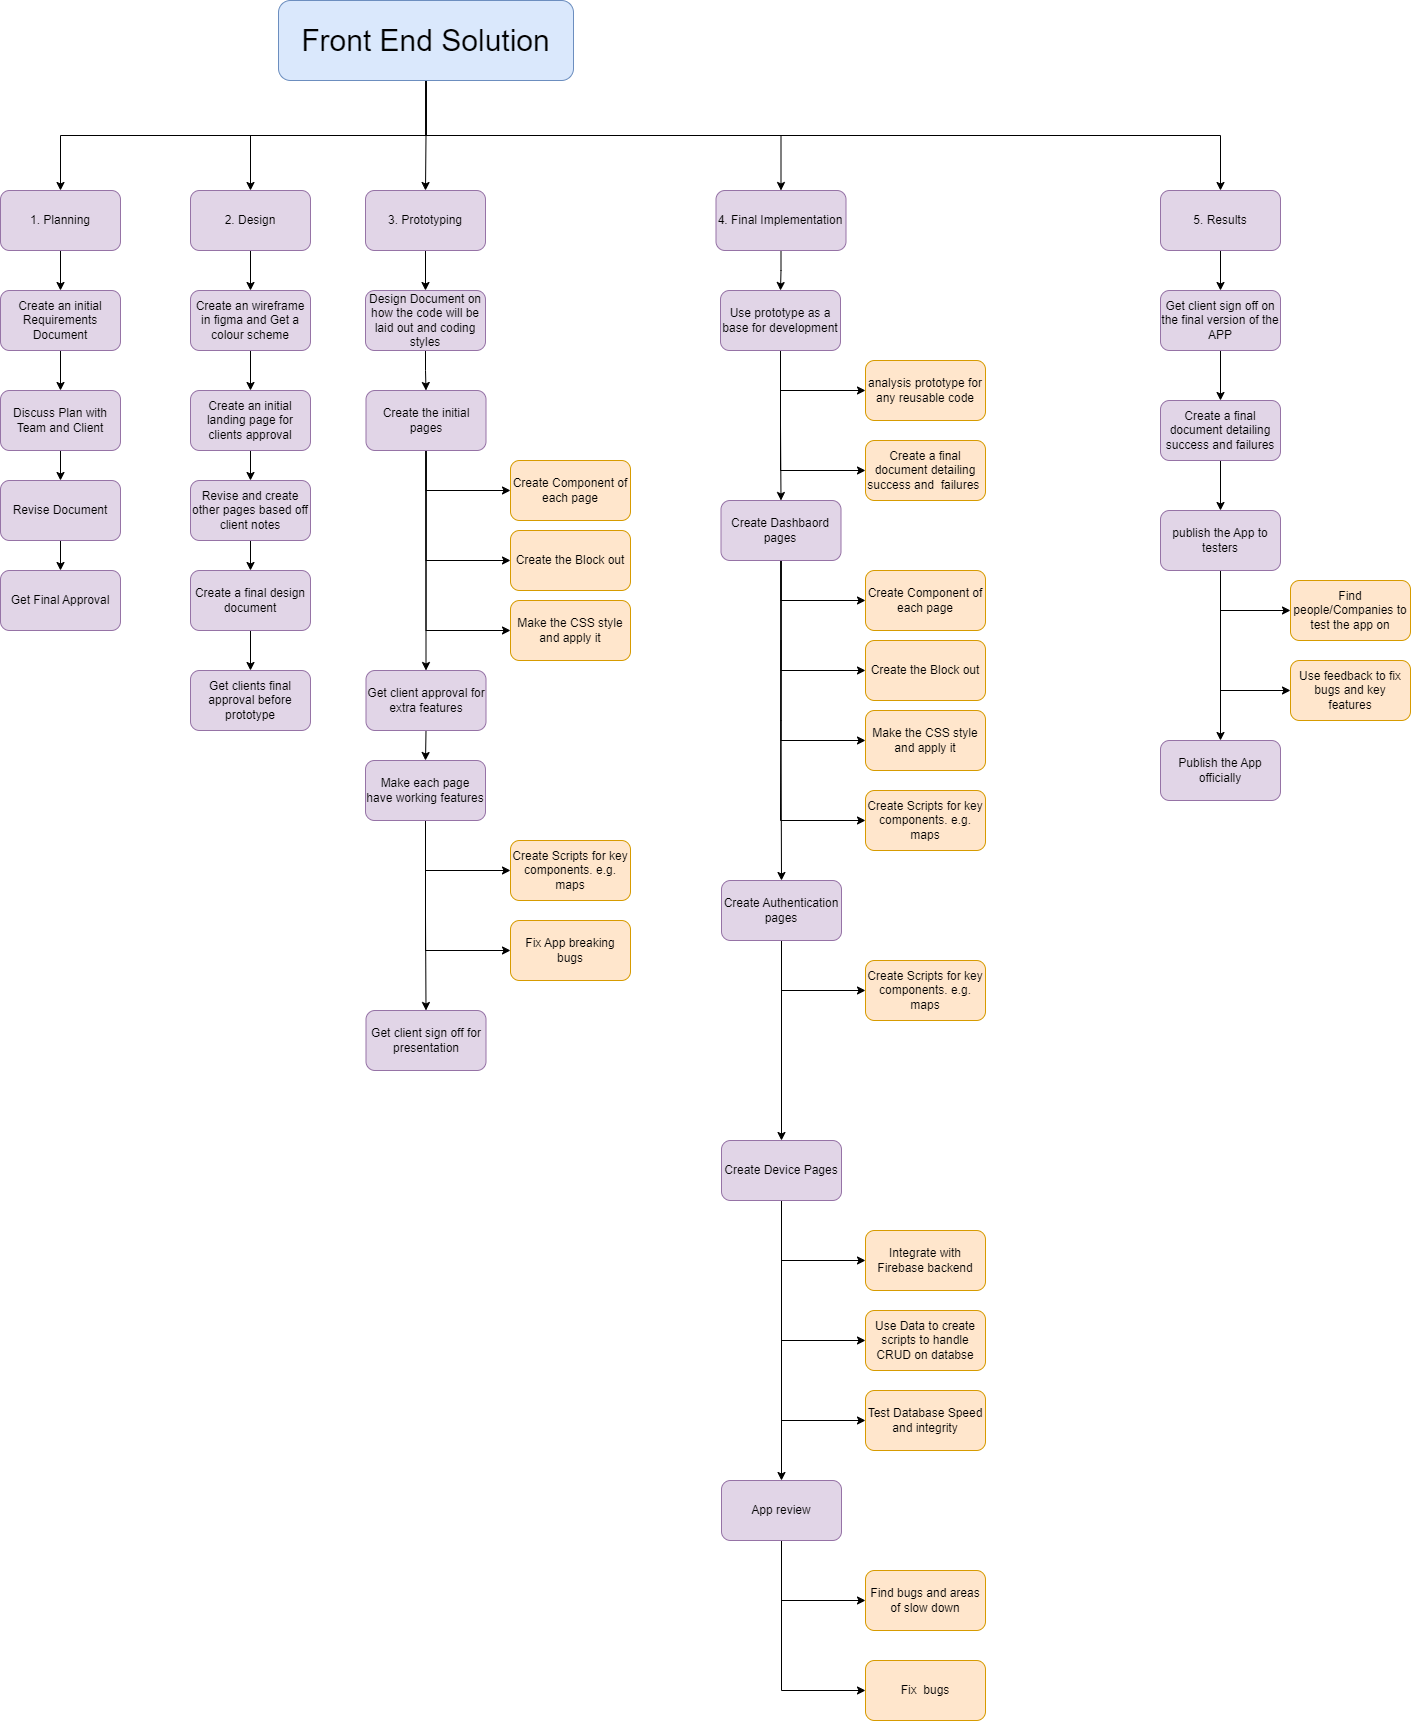 Front End Solution
1. Planning
Create an initial
Requirements
Document
Discuss Plan with
Team and Client
Revise Document
Get Final Approval
2. Design
Create an wireframe
in figma and Get a
colour scheme
Create an initial
landing page for
clients approval
Revise and create
other pages based off
client notes
Create a final design
document
Get clients final
approval before
prototype
3. Prototyping
Design Document on
how the code will be
laid out and coding
styles
Create the initial
pages
Create Component of
each page
Create the Block out
Make the CSS style
and apply it
Get client approval for
extra features
Make each page
have working features
Create Scripts for key
components. e.g.
maps
Fix App breaking
bugs
Get client sign off for
presentation
4. Final Implementation
Use prototype as a
base for development
analysis prototype for
any reusable code
Create a final
document detailing
success and  failures
Create Dashbaord
pages
Create Component of
each page
Create the Block out
Make the CSS style
and apply it
Create Scripts for key
components. e.g.
maps
Create Authentication
pages
Create Scripts for key
components. e.g.
maps
Create Device Pages
Integrate with
Firebase backend
Use Data to create
scripts to handle
CRUD on databse
Test Database Speed
and integrity
App review
Find bugs and areas
of slow down
Fix  bugs
5. Results
Get client sign off on
the final version of the
APP
Create a final
document detailing
success and failures
publish the App to
testers
Find
people/Companies to
test the app on
Use feedback to fix
bugs and key
features
Publish the App
officially